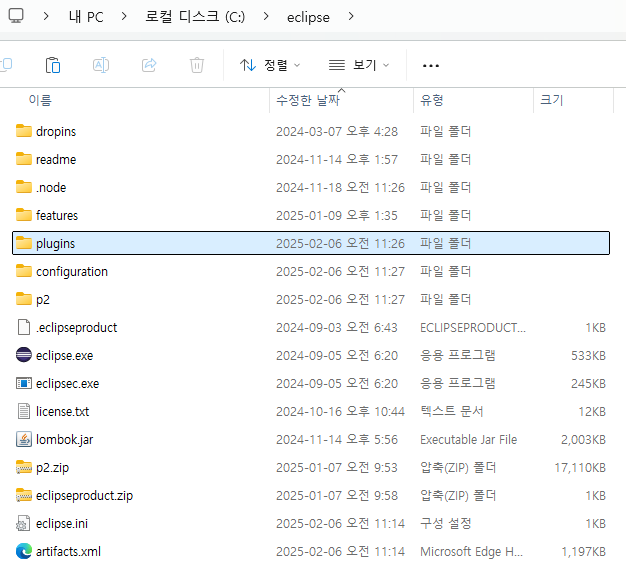 내 PC > 로컬 디스크 (C:) > eclipse >
정렬 보기 ...
이름 수정한 날짜 유형 크기
dropins 2024-03-07 오후 4:28 파일 폴더
readme 2024-11-14 오후 1:57 파일 폴더
.node 2024-11-18 오전 11:26 파일 폴더
features 2025-01-09 오후 1:35 파일 폴더
plugins 2025-02-06 오전 11:26 파일 폴더
configuration 2025-02-06 오전 11:27 파일 폴더
p2 2025-02-06 오전 11:27 파일 폴더
.eclipseproduct 2024-09-03 오전 6:43 ECLIPSEPRODUCT... 1KB
eclipse.exe 2024-09-05 오전 6:20 응용 프로그램 533KB
eclipsec.exe 2024-09-05 오전 6:20 응용 프로그램 245KB
license.txt 2024-10-16 오후 10:44 텍스트 문서 12KB
lombok.jar 2024-11-14 오후 5:56 Executable Jar File 2,003KB
p2.zip 2025-01-07 오전 9:53 압축(ZIP) 폴더 17,110KB
eclipseproduct.zip 2025-01-07 오전 9:58 압축(ZIP) 폴더 1KB
eclipse.ini 2025-02-06 오전 11:14 구성 설정 1KB
artifacts.xml 2025-02-06 오전 11:14 Microsoft Edge H... 1,197KB